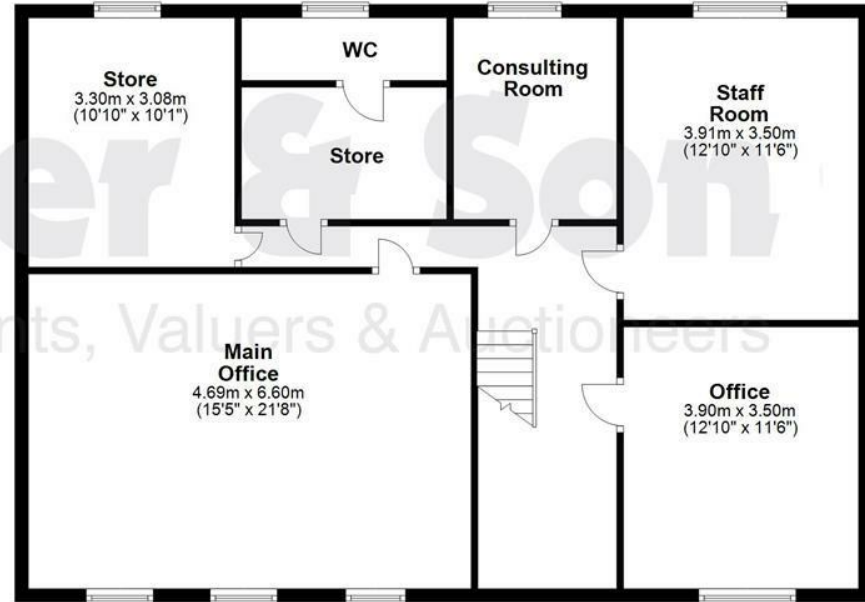 Store
3.30m x 3.08m
(10'10" x 10'1")
WC
Consulting
Room
Staff
Room
3.91m x 3.50m
(12'10" x 11'6")
Store
er & Son
nts, Valuers & Auctioneers
Main
Office
4.69m x 6.60m
(15'5" x 21'8")
Office
3.90m x 3.50m
(12'10" x 11'6")